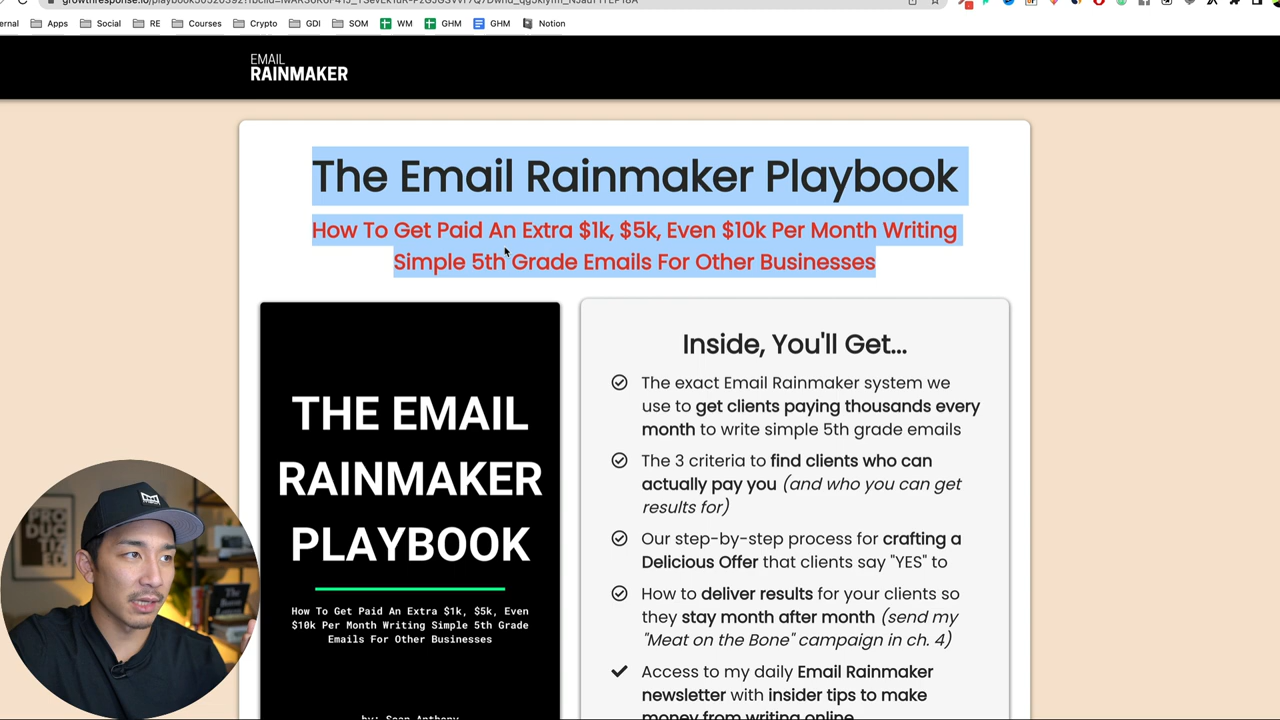 ernal Apps Social RE Courses Crypto GDI SOM WM GHM GHM Notion
EMAIL
RAINMAKER
The Email Rainmaker Playbook
How To Get Paid An Extra $1k, $5k, Even $10k Per Month Writing
Simple 5th Grade Emails For Other Businesses
THE EMAIL
RAINMAKER
PLAYBOOK
How To Get Paid An Extra $1k, $5k, Even
$10k Per Month Writing Simple 5th Grade
Emails For Other Businesses
by: Sean Anthony
Inside, You'll Get...
The exact Email Rainmaker system we
use to get clients paying thousands every
month to write simple 5th grade emails
The 3 criteria to find clients who can
actually pay you (and who you can get
results for)
Our step-by-step process for crafting a
Delicious Offer that clients say "YES" to
How to deliver results for your clients so
they stay month after month (send my
"Meat on the Bone" campaign in ch. 4)
Access to my daily Email Rainmaker
newsletter with insider tips to make
money from writing online